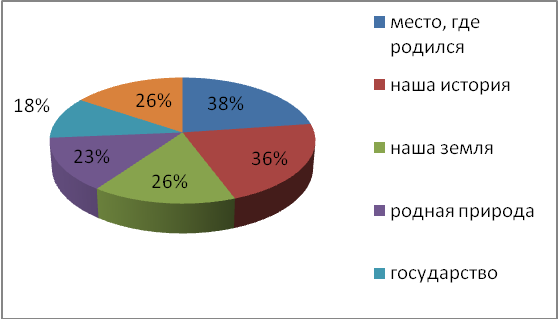 место, где
родился
наша история
наша земля
родная природа
государство
38%
36%
26%
23%
18%
26%